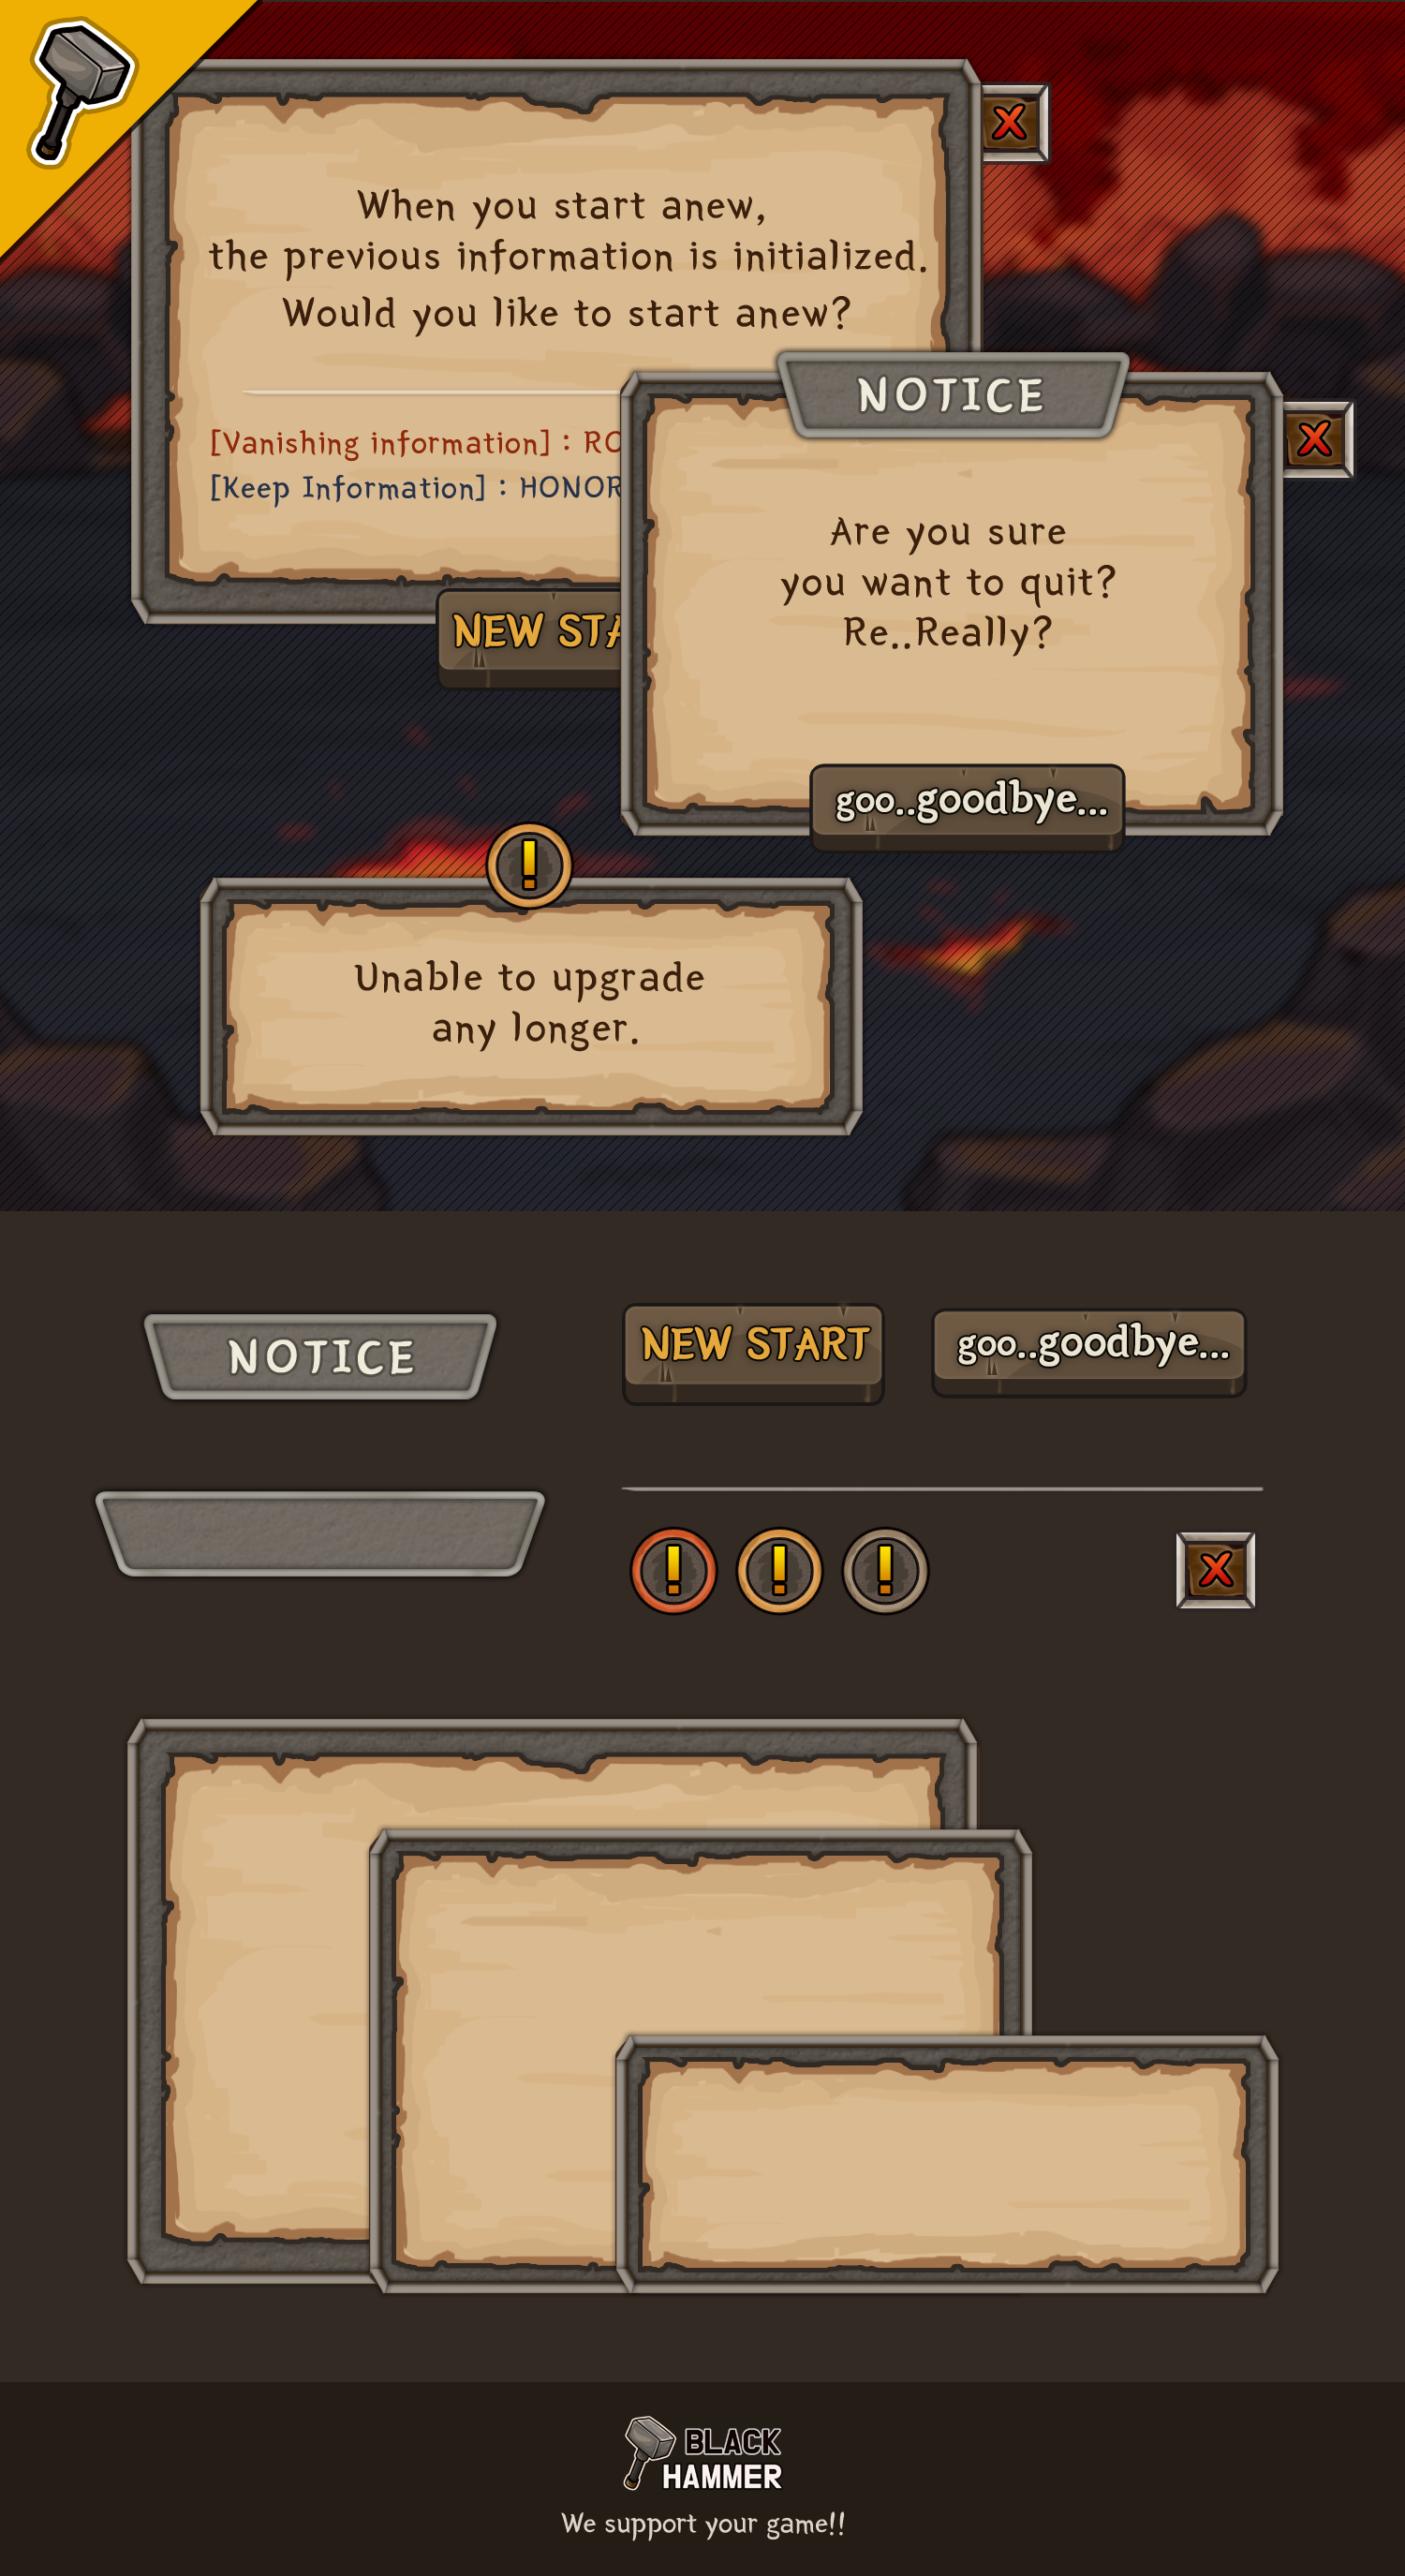 When you start anew,
the previous information is initialized.
Would you like to start anew?
[Vanishing information] : RO
[Keep Information] : HONOR
NEW STA
NOTICE
Are you sure
you want to quit?
Re..Really?
goo..goodbye...
Unable to upgrade
any longer.
NOTICE
NEW START
goo..goodbye...
BLACK
HAMMER
We support your game!!